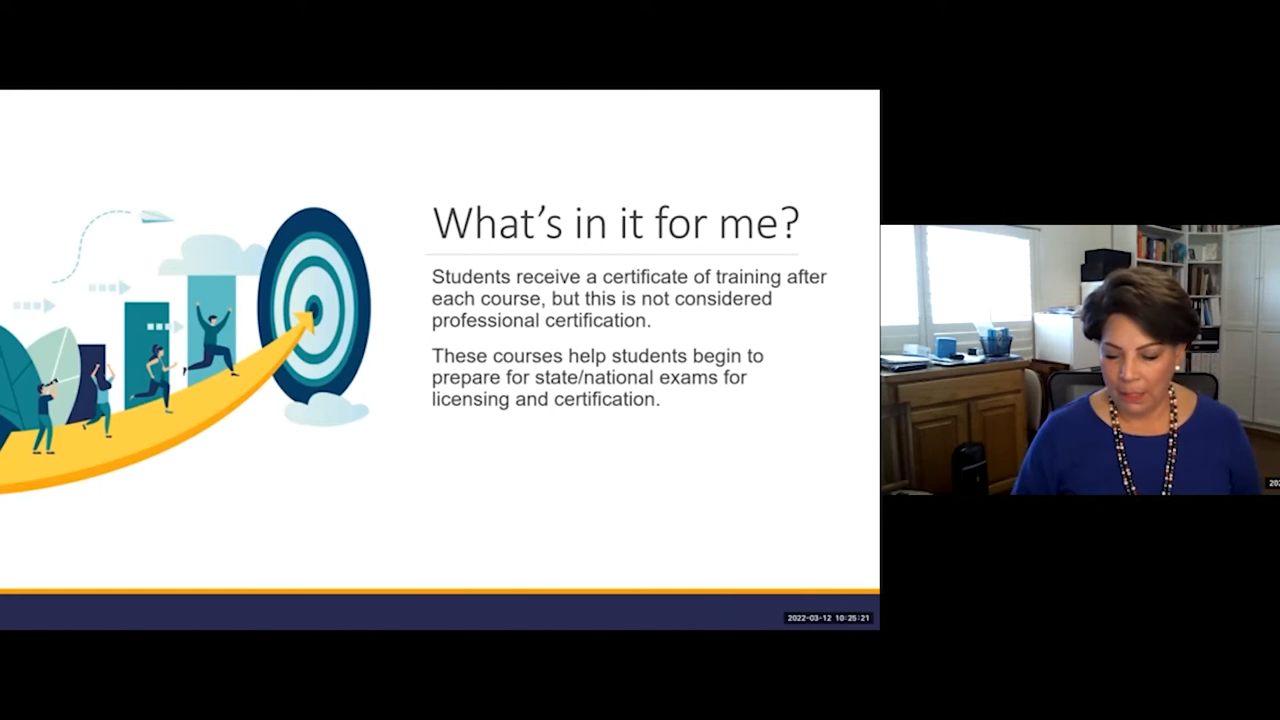 What's in it for me?
Students receive a certificate of training after
each course, but this is not considered
professional certification.
These courses help students begin to
prepare for state/national exams for
licensing and certification.
2022-03-12 10:25:21
202